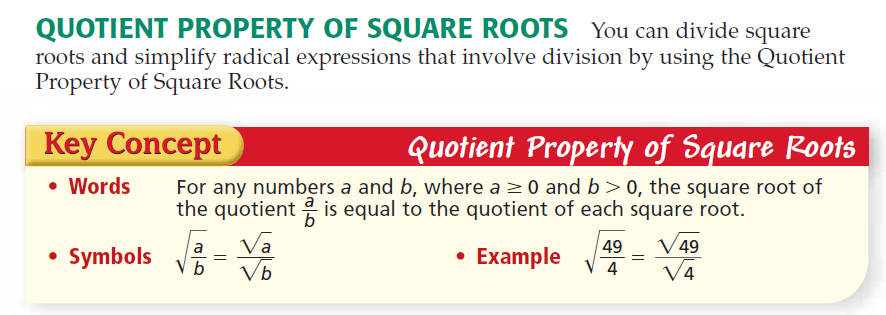 QUOTIENT PROPERTY OF SQUARE ROOTS You can divide square
roots and simplify radical expressions that involve division by using the Quotient
Property of Square Roots.
Key Concept Quotient Property of Square Roots
• Words For any numbers a and b, where a ≥ 0 and b > 0, the square root of
the quotient a/b is equal to the quotient of each square root.
• Symbols √(a/b) = √a/√b • Example √(49/4) = √49/√4